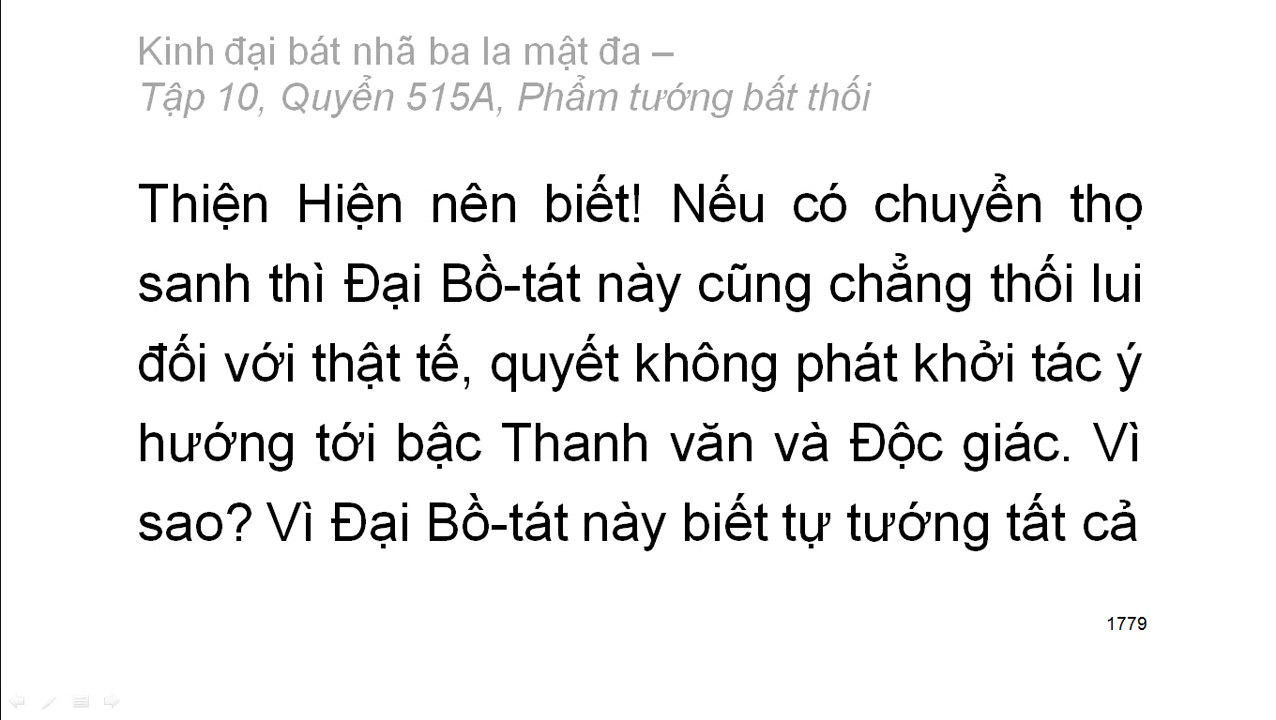 Kinh đại bát nhã ba la mật đa –
Tập 10, Quyển 515A, Phẩm tướng bất thối
Thiện Hiện nên biết! Nếu có chuyển thọ
sanh thì Đại Bồ-tát này cũng chẳng thối lui
đối với thật tế, quyết không phát khởi tác ý
hướng tới bậc Thanh văn và Độc giác. Vì
sao? Vì Đại Bồ-tát này biết tự tướng tất cả
1779